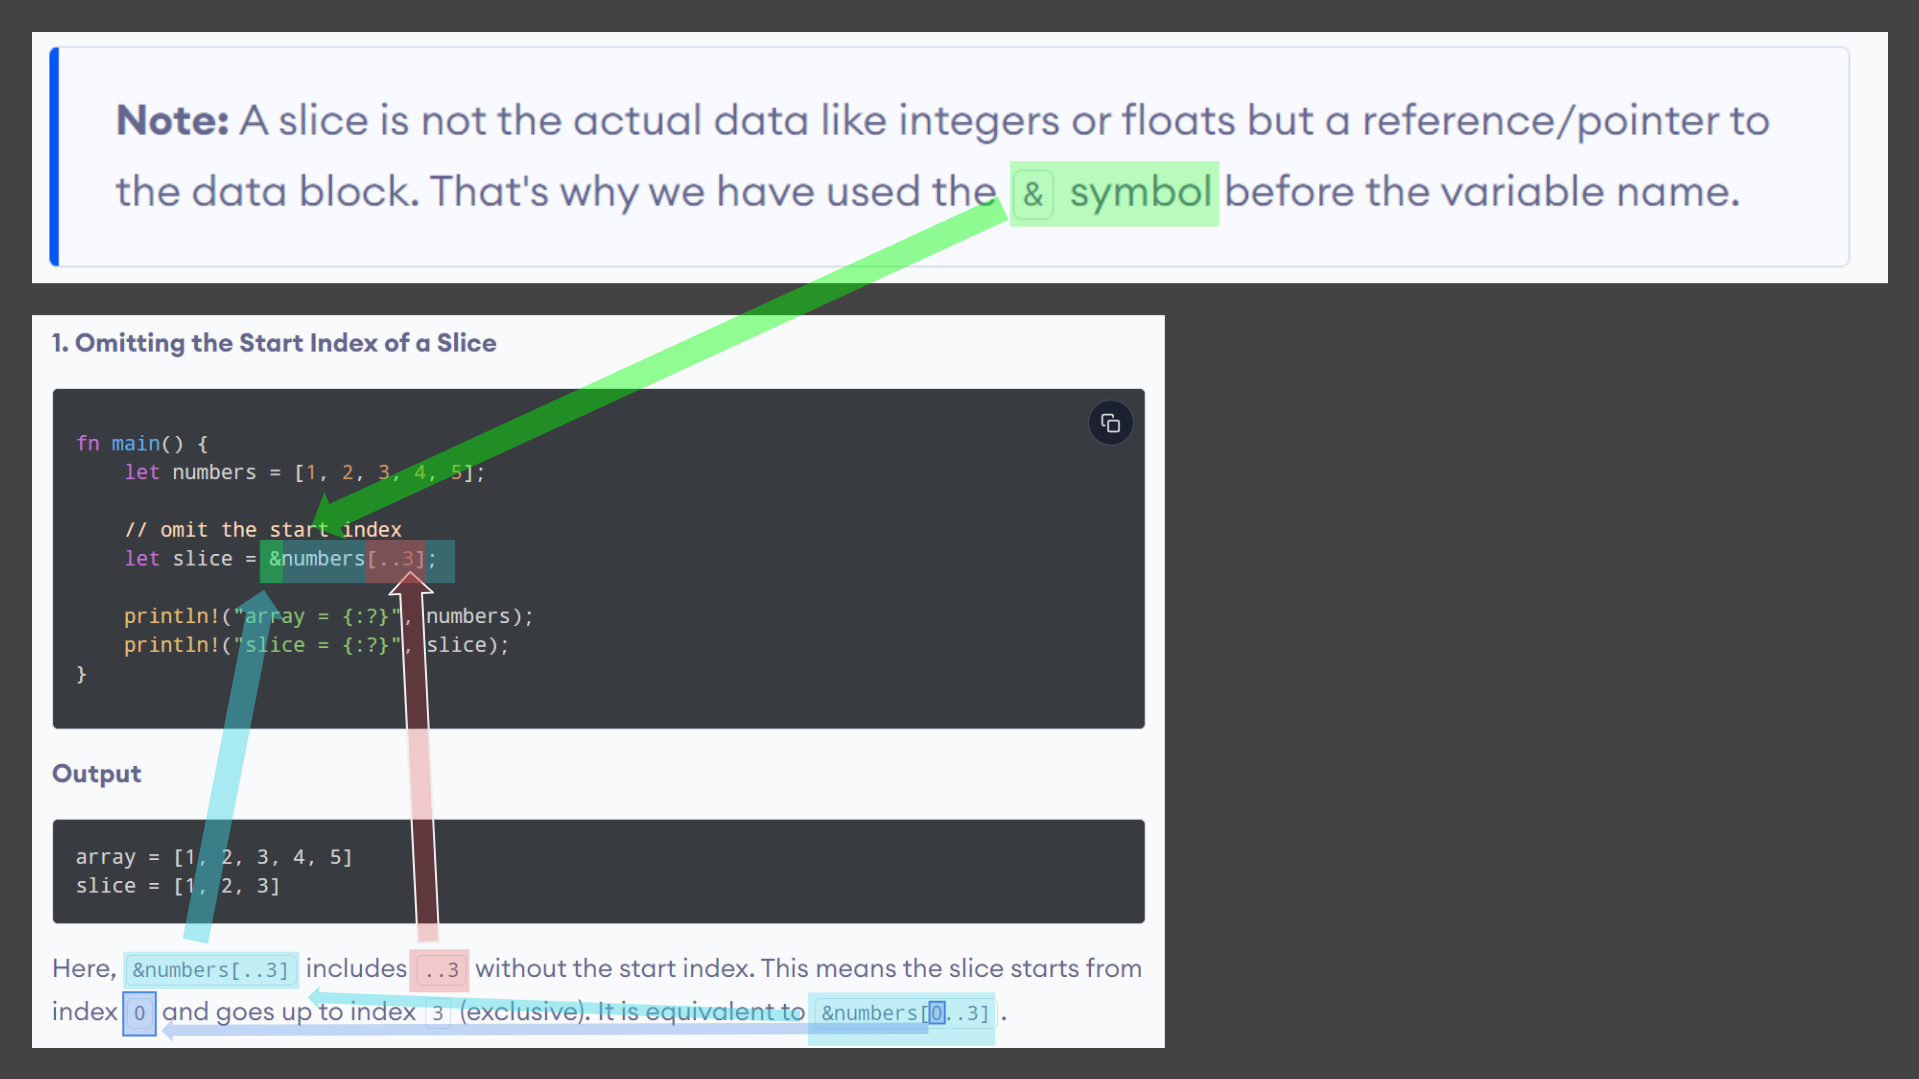 Note: A slice is not the actual data like integers or floats but a reference/pointer to
the data block. That's why we have used the & symbol before the variable name.
1. Omitting the Start Index of a Slice
fn main() {
    let numbers = [1, 2, 3, 4, 5];
    // omit the start index
    let slice = &numbers[..3];
    println!("array = {:?}", numbers);
    println!("slice = {:?}", slice);
}
Output
array = [1, 2, 3, 4, 5]
slice = [1, 2, 3]
Here, &numbers[..3] includes ..3 without the start index. This means the slice starts from
index 0 and goes up to index 3 (exclusive). It is equivalent to &numbers[0..3] .